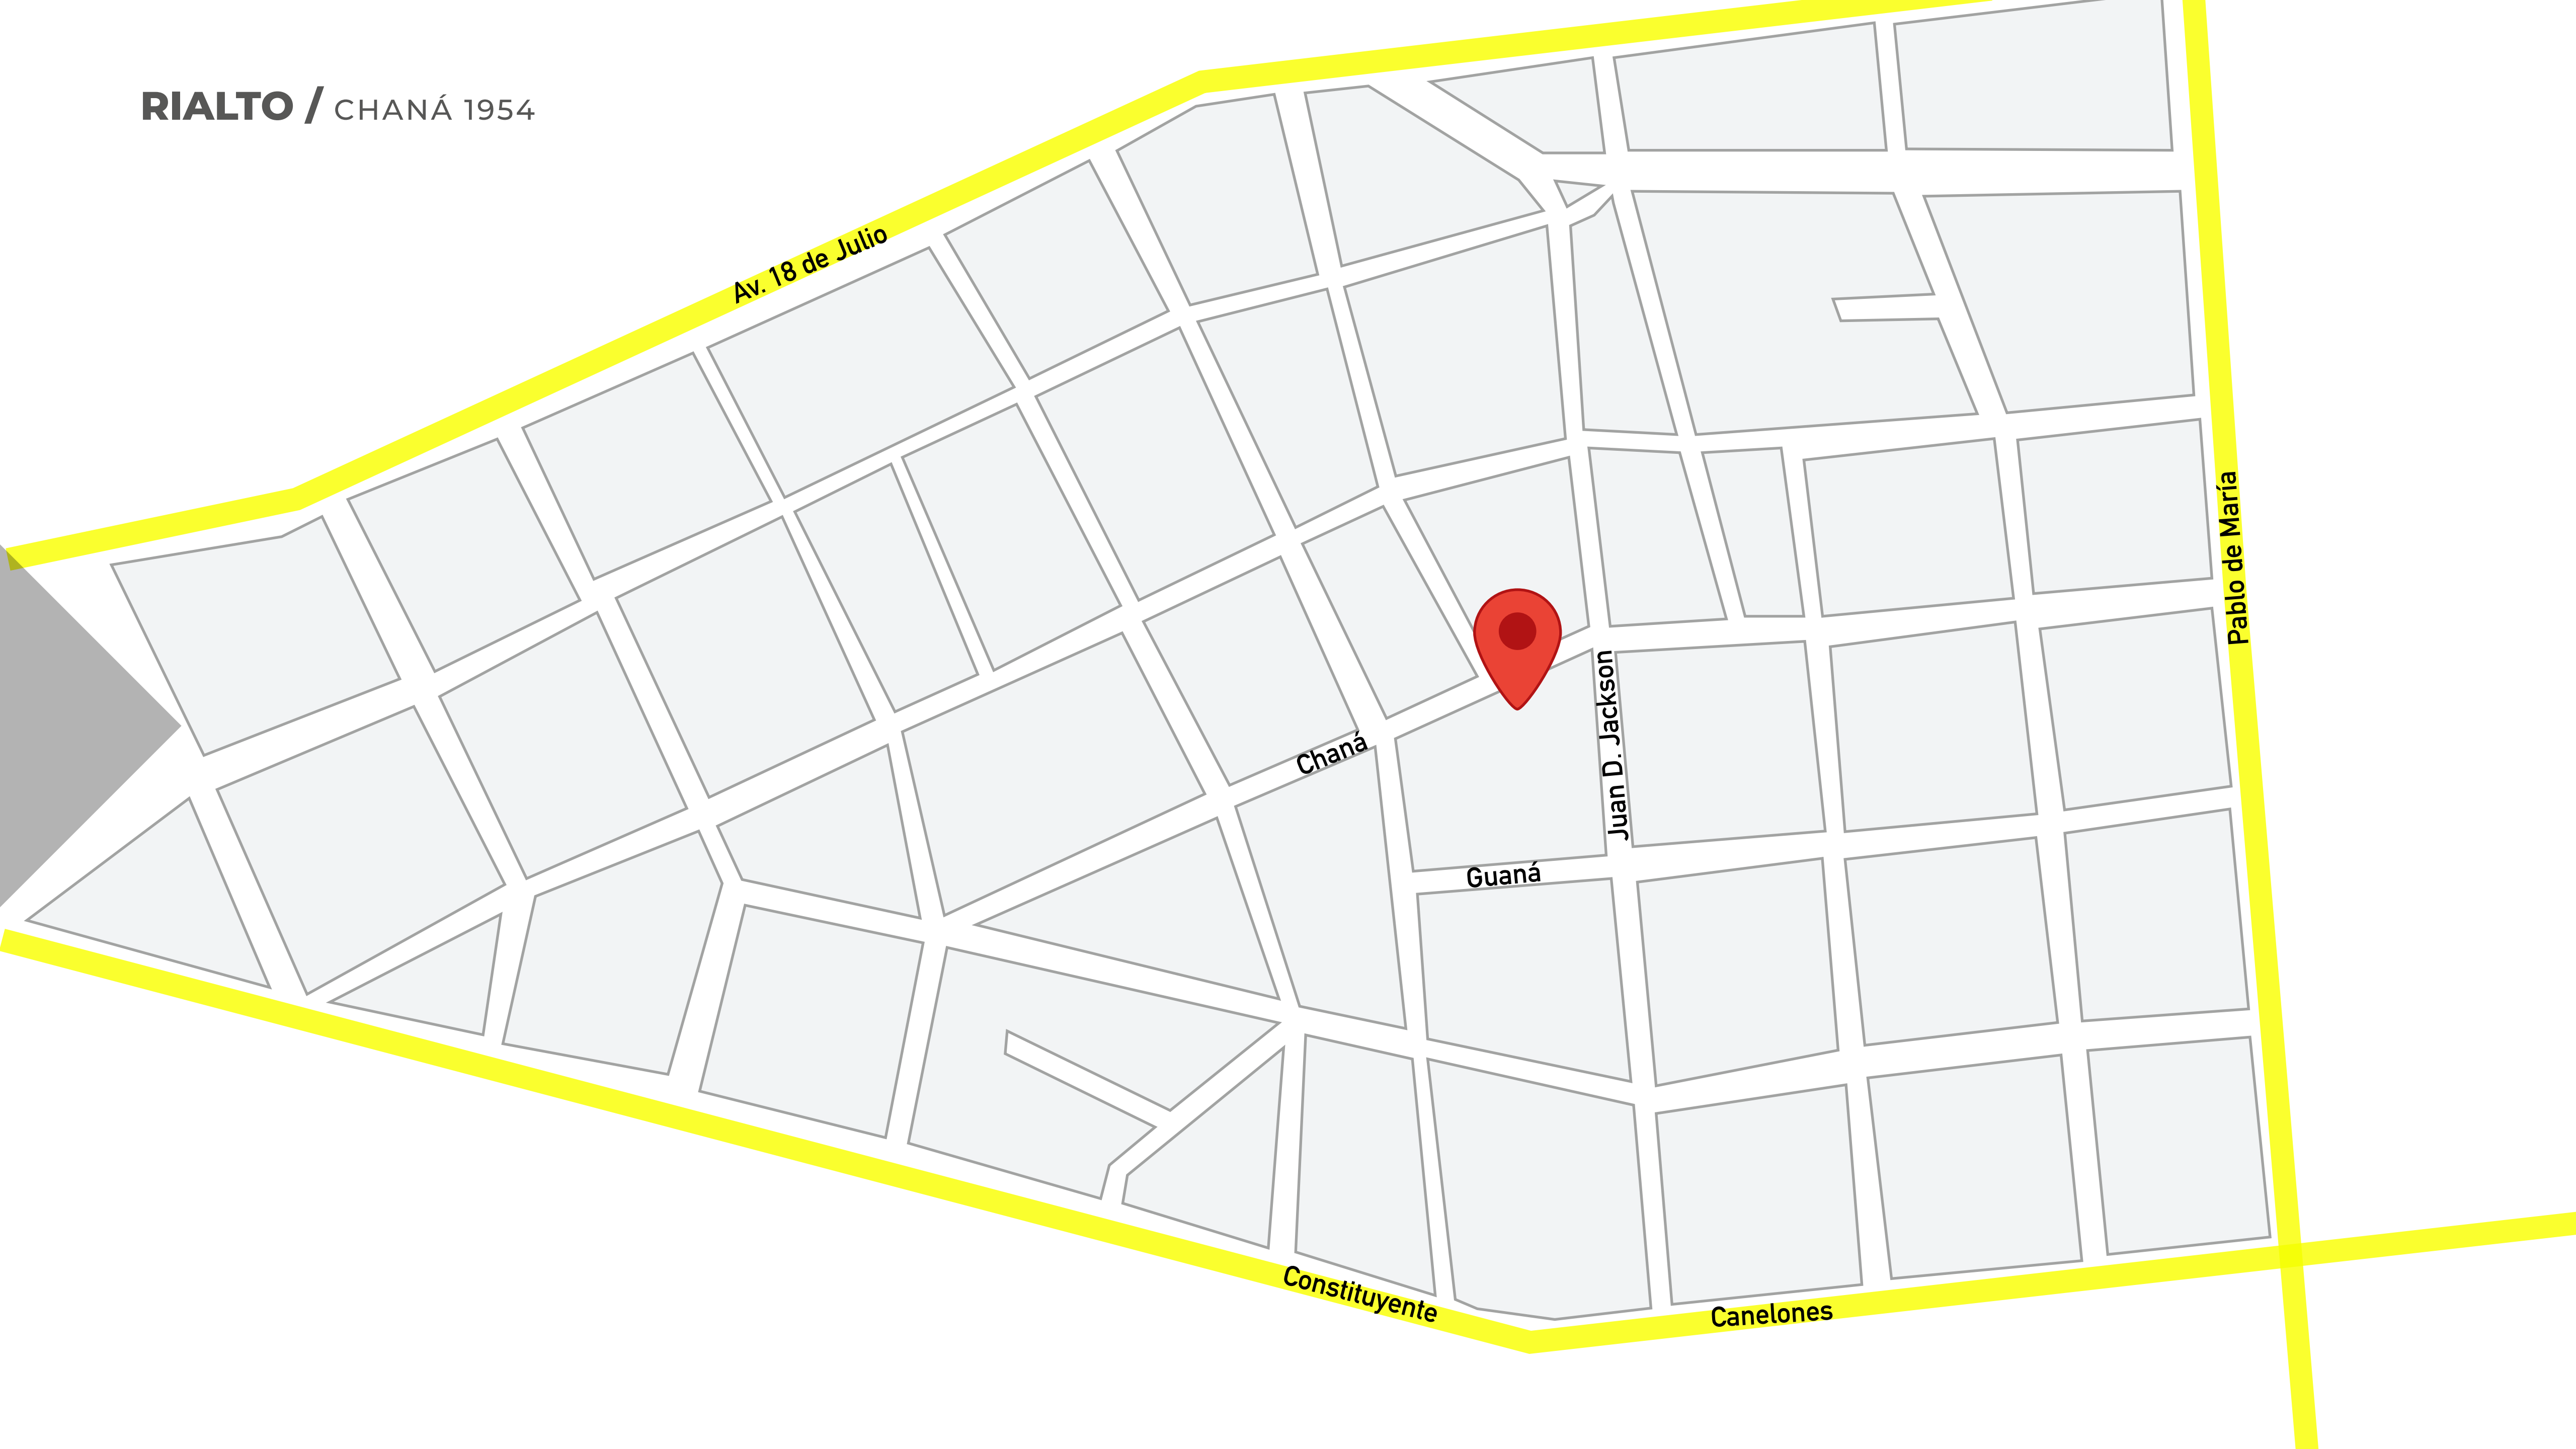 RIALTO / CHANÁ 1954
Av. 18 de Julio
Pablo de María
Juan D. Jackson
Chaná
Guaná
Constituyente
Canelones